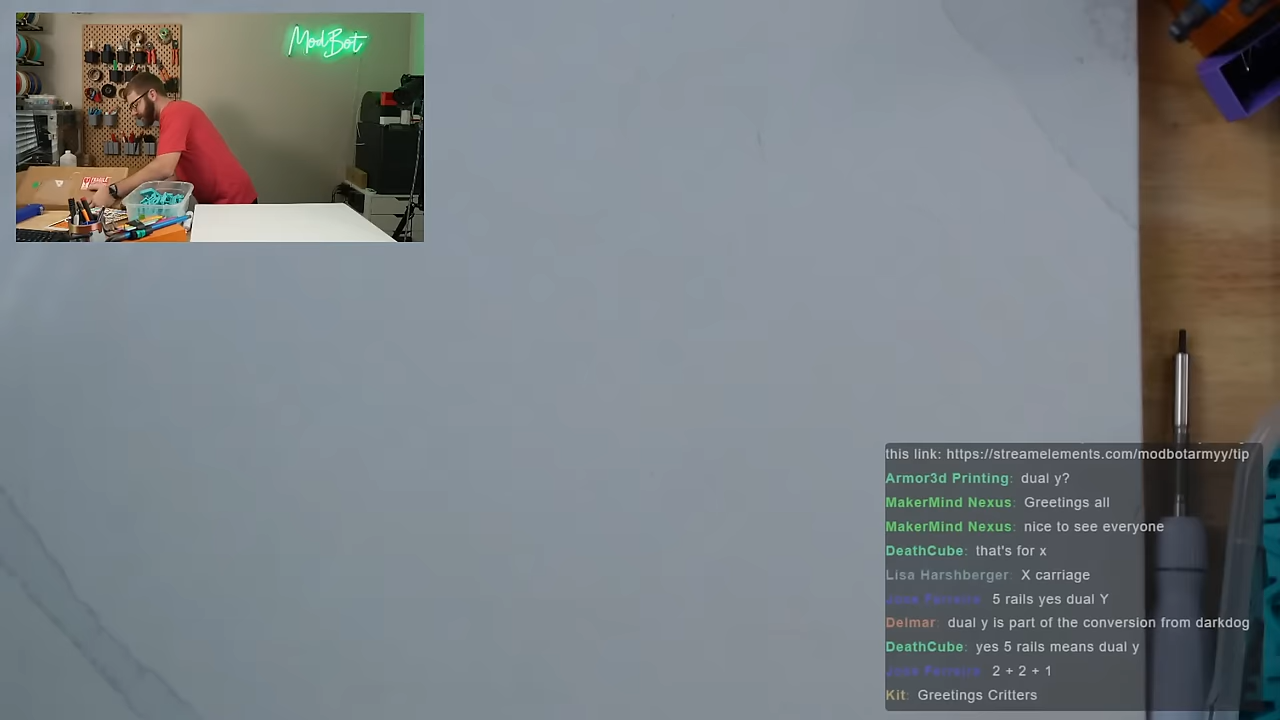 ModBot
this link: https://streamelements.com/modbotarmyy/tip
Armor3d Printing: dual y?
MakerMind Nexus: Greetings all
MakerMind Nexus: nice to see everyone
DeathCube: that's for x
Lisa Harshberger: X carriage
5 rails yes dual Y
Delmar: dual y is part of the conversion from darkdog
DeathCube: yes 5 rails means dual y
2 + 2 + 1
Kit: Greetings Critters